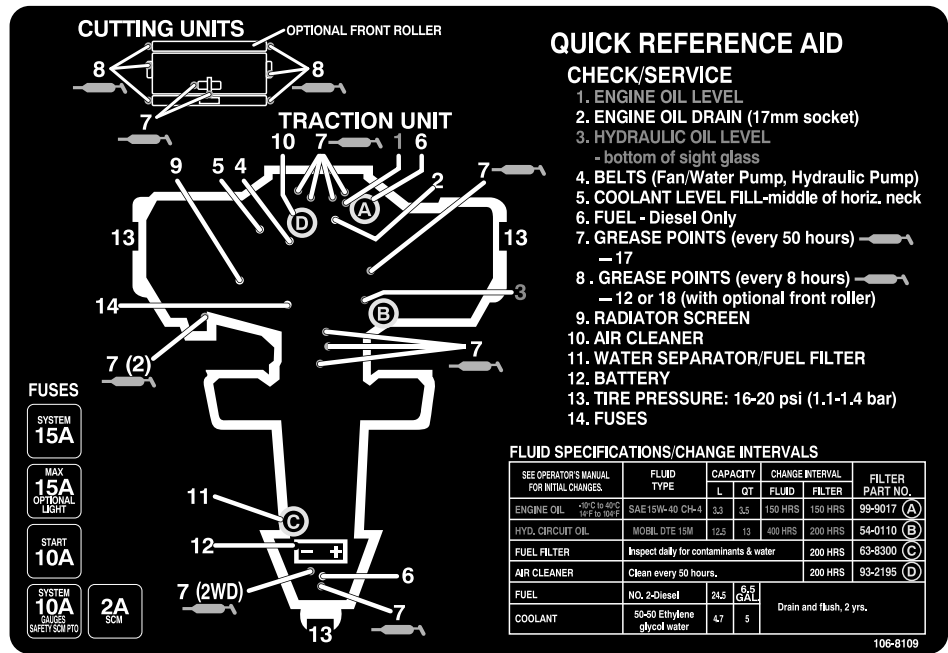 CUTTING UNITS
OPTIONAL FRONT ROLLER
8
8
7
TRACTION UNIT
10 7 1 6
9 5 4 2 7
A
D
13
13
14
3
B
7 (2)
7
11
C
12
- +
7 (2WD)
6
7
13
FUSES
SYSTEM
15A
MAX
15A
OPTIONAL
LIGHT
START
10A
SYSTEM
10A
GAUGES
SAFETY SCM PTO
2A
SCM
QUICK REFERENCE AID
CHECK/SERVICE
1. ENGINE OIL LEVEL
2. ENGINE OIL DRAIN (17mm socket)
3. HYDRAULIC OIL LEVEL
- bottom of sight glass
4. BELTS (Fan/Water Pump, Hydraulic Pump)
5. COOLANT LEVEL FILL-middle of horiz. neck
6. FUEL - Diesel Only
7. GREASE POINTS (every 50 hours)
– 17
8 . GREASE POINTS (every 8 hours)
– 12 or 18 (with optional front roller)
9. RADIATOR SCREEN
10. AIR CLEANER
11. WATER SEPARATOR/FUEL FILTER
12. BATTERY
13. TIRE PRESSURE: 16-20 psi (1.1-1.4 bar)
14. FUSES
FLUID SPECIFICATIONS/CHANGE INTERVALS
SEE OPERATOR'S MANUAL FOR INITIAL CHANGES. FLUID TYPE CAPACITY CHANGE INTERVAL FILTER PART NO.
L QT FLUID FILTER
ENGINE OIL -10°C to 40°C 14°F to 104°F SAE 15W-40 CH-4 3.3 3.5 150 HRS 150 HRS 99-9017 A
HYD. CIRCUIT OIL MOBIL DTE 15M 12.5 13 400 HRS 200 HRS 54-0110 B
FUEL FILTER Inspect daily for contaminants & water 200 HRS 63-8300 C
AIR CLEANER Clean every 50 hours. 200 HRS 93-2195 D
FUEL NO. 2-Diesel 24.5 6.5 GAL. Drain and flush, 2 yrs.
COOLANT 50-50 Ethylene glycol water 4.7 5
106-8109